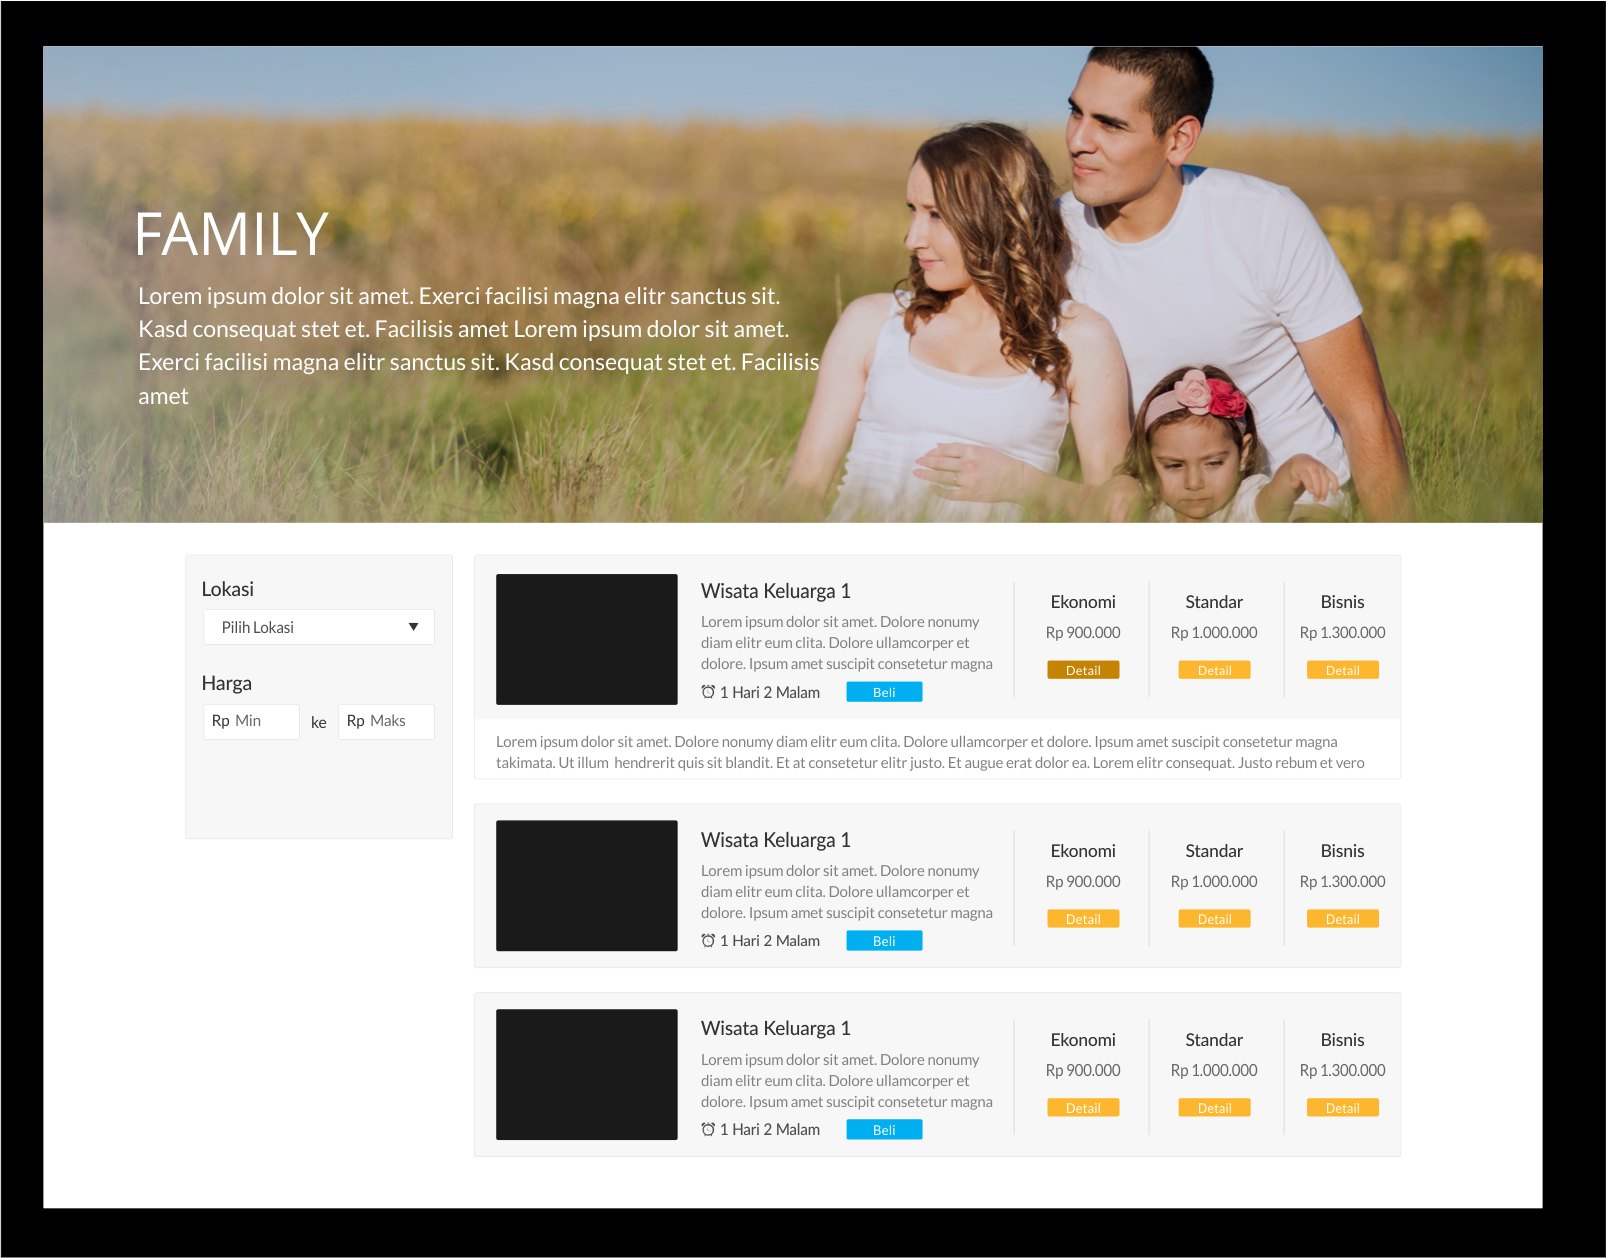 FAMILY
Lorem ipsum dolor sit amet. Exerci facilisi magna elitr sanctus sit.
Kasd consequat stet et. Facilisis amet Lorem ipsum dolor sit amet.
Exerci facilisi magna elitr sanctus sit. Kasd consequat stet et. Facilisis
amet
Lokasi
Pilih Lokasi
Harga
Rp Min ke Rp Maks
Wisata Keluarga 1
Lorem ipsum dolor sit amet. Dolore nonumy
diam elitr eum clita. Dolore ullamcorper et
dolore. Ipsum amet suscipit consetetur magna
1 Hari 2 Malam Beli
Ekonomi
Rp 900.000
Detail
Standar
Rp 1.000.000
Detail
Bisnis
Rp 1.300.000
Detail
Lorem ipsum dolor sit amet. Dolore nonumy diam elitr eum clita. Dolore ullamcorper et dolore. Ipsum amet suscipit consetetur magna
takimata. Ut illum hendrerit quis sit blandit. Et at consetetur elitr justo. Et augue erat dolor ea. Lorem elitr consequat. Justo rebum et vero
Wisata Keluarga 1
Lorem ipsum dolor sit amet. Dolore nonumy
diam elitr eum clita. Dolore ullamcorper et
dolore. Ipsum amet suscipit consetetur magna
1 Hari 2 Malam Beli
Ekonomi
Rp 900.000
Detail
Standar
Rp 1.000.000
Detail
Bisnis
Rp 1.300.000
Detail
Wisata Keluarga 1
Lorem ipsum dolor sit amet. Dolore nonumy
diam elitr eum clita. Dolore ullamcorper et
dolore. Ipsum amet suscipit consetetur magna
1 Hari 2 Malam Beli
Ekonomi
Rp 900.000
Detail
Standar
Rp 1.000.000
Detail
Bisnis
Rp 1.300.000
Detail